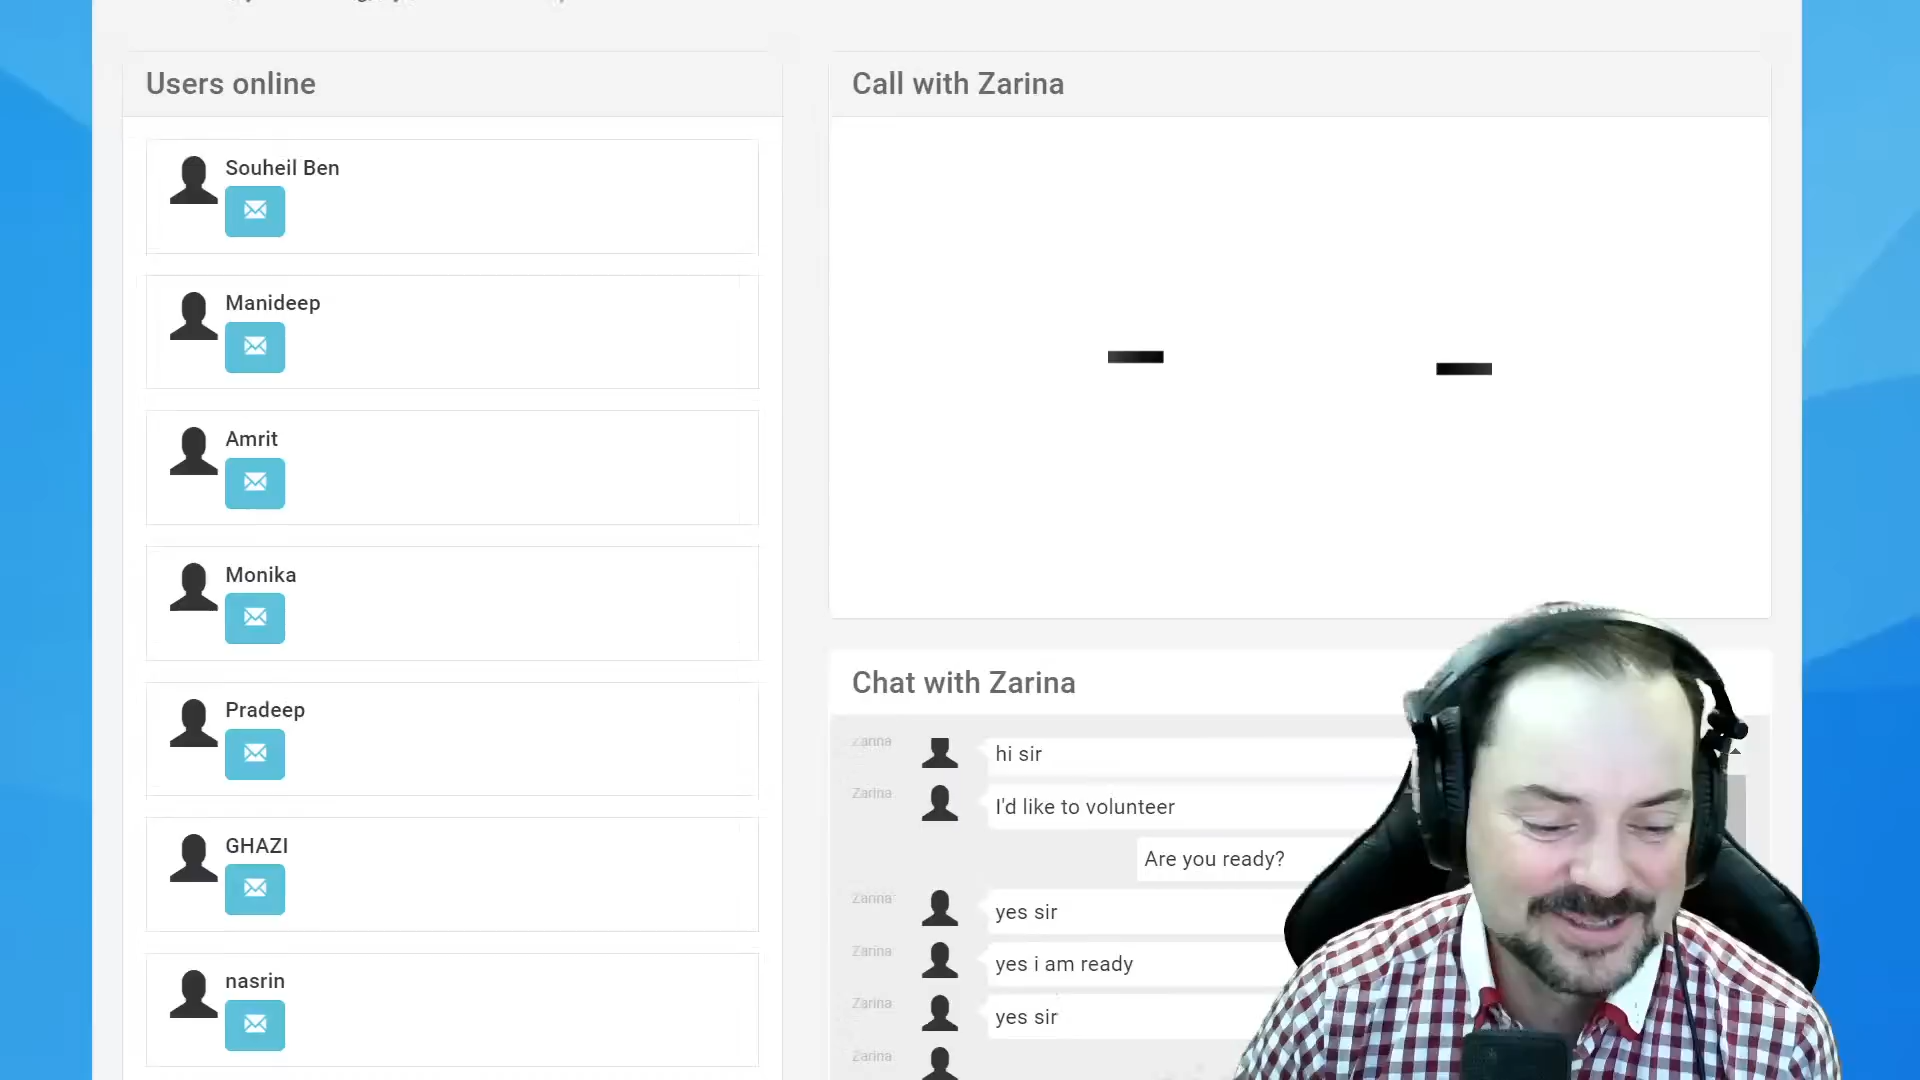 Users online
Souheil Ben
Manideep
Amrit
Monika
Pradeep
GHAZI
nasrin
Call with Zarina
Chat with Zarina
Zarina
hi sir
Zarina
I'd like to volunteer
Are you ready?
Zarina
yes sir
Zarina
yes i am ready
Zarina
yes sir
Zarina